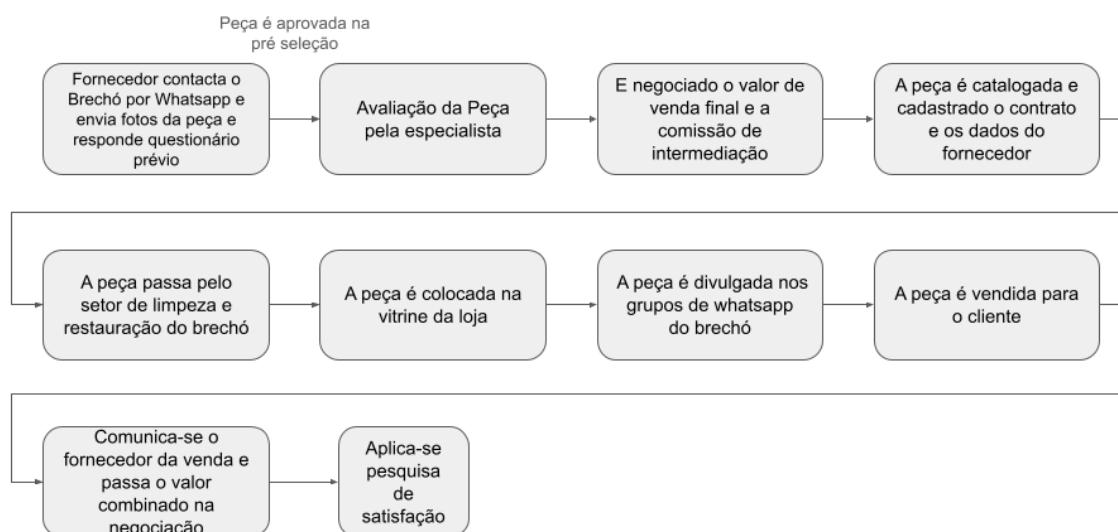 Peça é aprovada na
pré seleção
Fornecedor contacta o
Brechó por Whatsapp e
envia fotos da peça e
responde questionário
prévio
Avaliação da Peça
pela especialista
E negociado o valor de
venda final e a
comissão de
intermediação
A peça é catalogada e
cadastrado o contrato
e os dados do
fornecedor
A peça passa pelo
setor de limpeza e
restauração do brechó
A peça é colocada na
vitrine da loja
A peça é divulgada nos
grupos de whatsapp
do brechó
A peça é vendida para
o cliente
Comunica-se o
fornecedor da venda e
passa o valor
combinado na
negociação
Aplica-se
pesquisa
de
satisfação